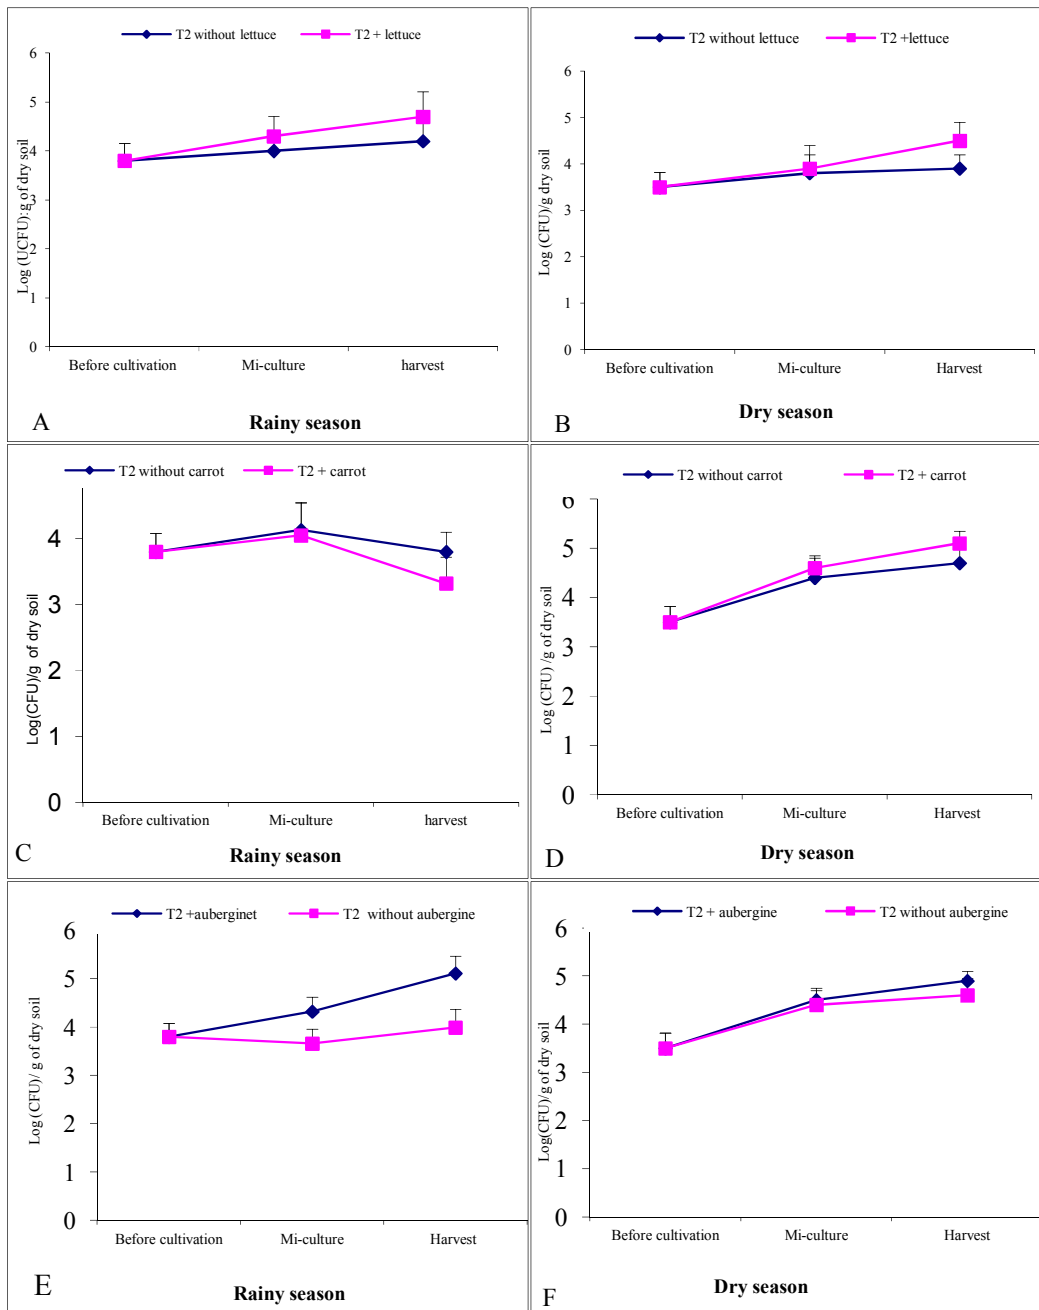 T2 without lettuce T2 + lettuce
6
5
4
3
2
1
0
Log (UCFU):g of dry soil
Before cultivation Mi-culture harvest
A Rainy season
T2 without lettuce T2 +lettuce
6
5
4
3
2
1
0
Log (CFU)/g dry soil
Before cultivation Mi-culture Harvest
B Dry season
T2 without carrot T2 + carrot
4
3
2
1
0
Log(CFU)/g of dry soil
Before cultivation Mi-culture harvest
C Rainy season
T2 without carrot T2 + carrot
6
5
4
3
2
1
0
Log (CFU) /g of dry soil
Before cultivation Mi-culture Harvest
D Dry season
T2 +auberginet T2 without aubergine
6
5
4
3
2
1
0
Log (CFU)/ g of dry soil
Before cultivation Mi-culture Harvest
E Rainy season
T2 + aubergine T2 without aubergine
6
5
4
3
2
1
0
Log(CFU)/g of dry soil
Before cultivation Mi-culture Harvest
F Dry season